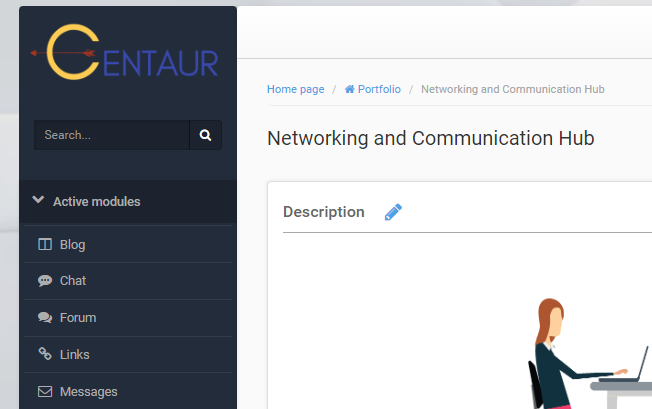 CENTAUR
Search...
Active modules
Blog
Chat
Forum
Links
Messages
Home page / Portfolio / Networking and Communication Hub
Networking and Communication Hub
Description